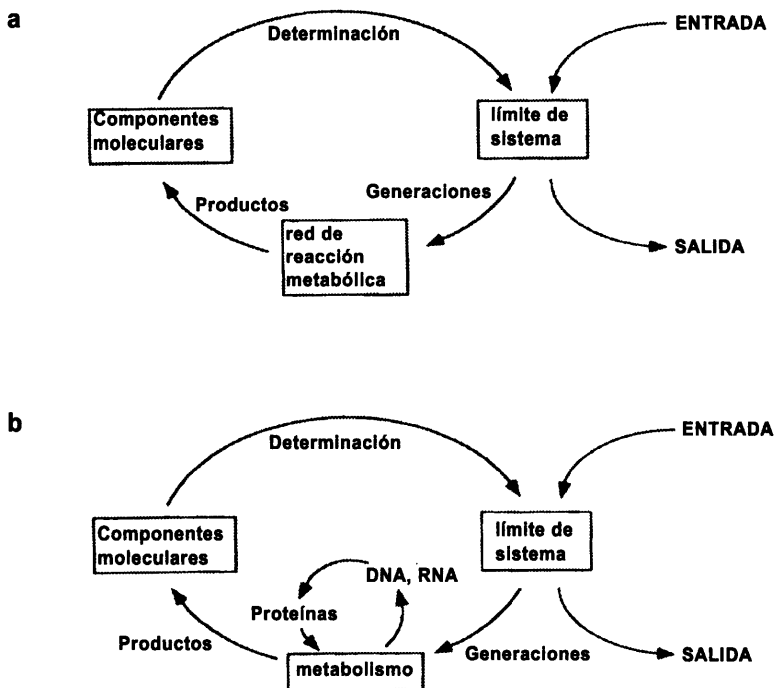 a
Determinación
ENTRADA
Componentes
moleculares
límite de
sistema
Generaciones
Productos
red de
reacción
metabólica
SALIDA
b
Determinación
ENTRADA
Componentes
moleculares
límite de
sistema
DNA, RNA
Proteínas
Productos
metabolismo
Generaciones
SALIDA